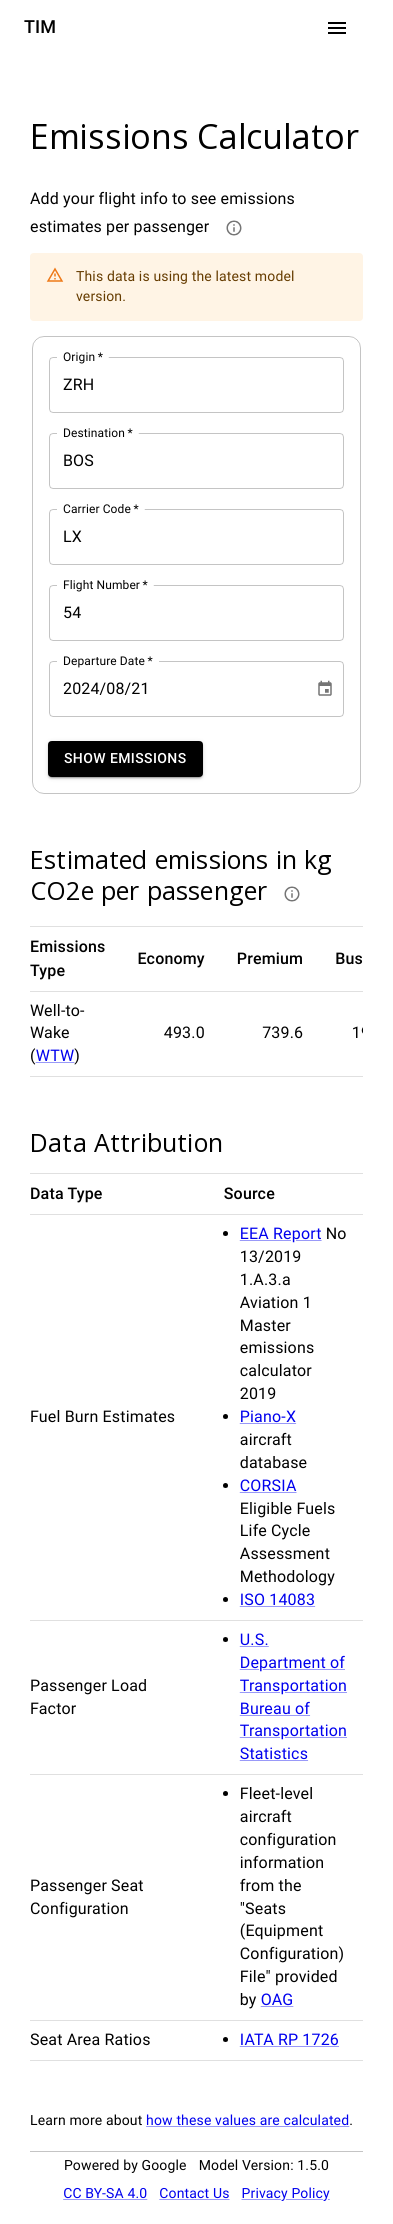 TIM
Emissions Calculator
Add your flight info to see emissions
estimates per passenger
This data is using the latest model
version.
Origin *
ZRH
Destination *
BOS
Carrier Code *
LX
Flight Number *
54
Departure Date *
2024/08/21
SHOW EMISSIONS
Estimated emissions in kg
CO2e per passenger
Emissions
Type
Economy
Premium
Bus
Well-to-
Wake
(WTW)
493.0
739.6
Data Attribution
Data Type
Source
Fuel Burn Estimates
EEA Report No
13/2019
1.A.3.a
Aviation 1
Master
emissions
calculator
2019
Piano-X
aircraft
database
CORSIA
Eligible Fuels
Life Cycle
Assessment
Methodology
ISO 14083
Passenger Load
Factor
U.S.
Department of
Transportation
Bureau of
Transportation
Statistics
Passenger Seat
Configuration
Fleet-level
aircraft
configuration
information
from the
"Seats
(Equipment
Configuration)
File" provided
by OAG
Seat Area Ratios
IATA RP 1726
Learn more about how these values are calculated.
Powered by Google Model Version: 1.5.0
CC BY-SA 4.0 Contact Us Privacy Policy